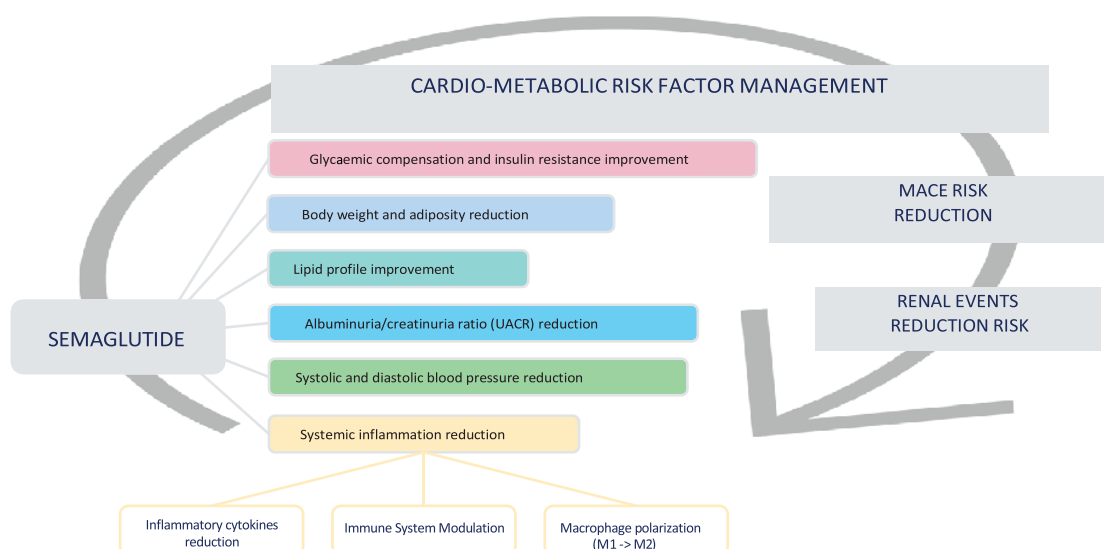 CARDIO-METABOLIC RISK FACTOR MANAGEMENT
Glycaemic compensation and insulin resistance improvement
MACE RISK
REDUCTION
Body weight and adiposity reduction
Lipid profile improvement
RENAL EVENTS
REDUCTION RISK
SEMAGLUTIDE
Albuminuria/creatinuria ratio (UACR) reduction
Systolic and diastolic blood pressure reduction
Systemic inflammation reduction
Inflammatory cytokines
reduction
Immune System Modulation
Macrophage polarization
(M1 -> M2)